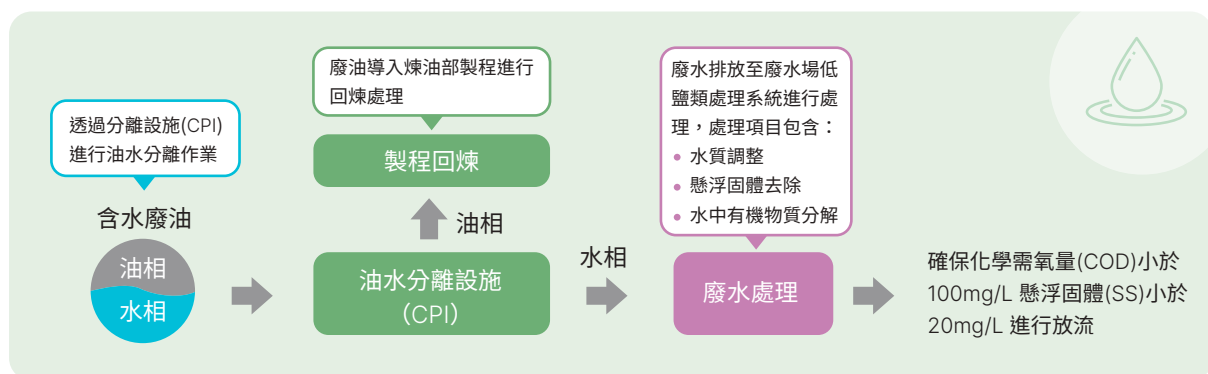 透過分離設施(CPI)
進行油水分離作業
含水廢油
油相
水相
廢油導入煉油部製程進行
回煉處理
製程回煉
油相
油水分離設施
（CPI）
水相
廢水排放至廢水場低
鹽類處理系統進行處
理，處理項目包含：
• 水質調整
• 懸浮固體去除
• 水中有機物質分解
廢水處理
確保化學需氧量(COD)小於
100mg/L 懸浮固體(SS)小於
20mg/L 進行放流